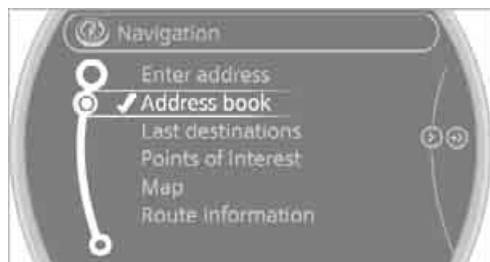 Navigation
Enter address
Address book
Last destinations
Points of Interest
Map
Route information